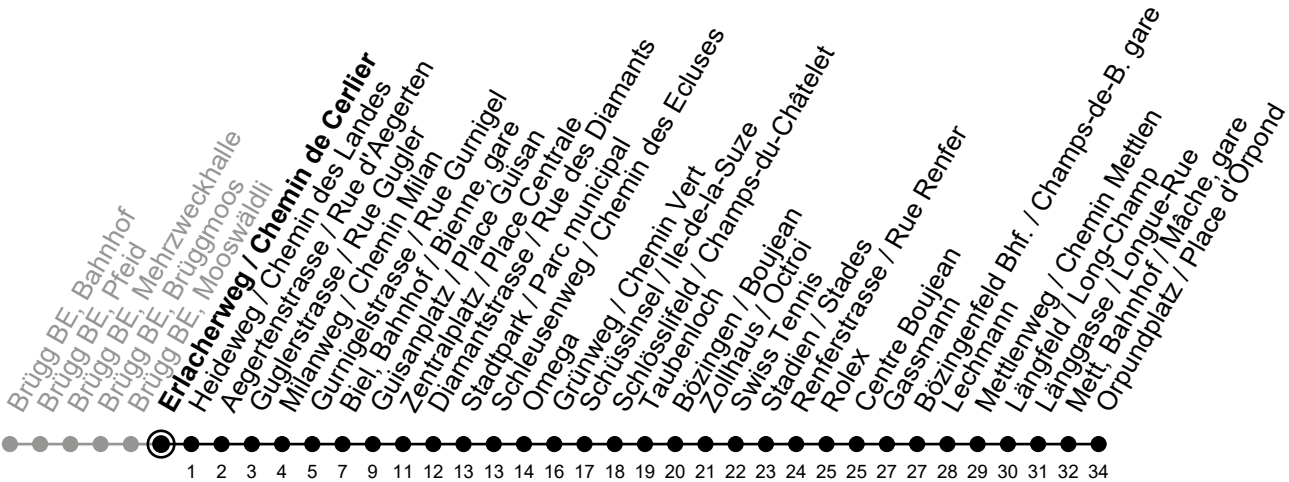 Brügg BE, Bahnhof
Brügg BE, Pfeid
Brügg BE, Mehrzweckhalle
Brügg BE, Brüggmoos
Brügg BE, Mooswäldli
Erlacherweg / Chemin de Cerlier
Heideweg / Chemin des Landes
Aegertenstrasse / Rue d'Aegerten
Guglerstrasse / Rue Gugler
Milanweg / Chemin Milan
Gurnigelstrasse / Rue Gurnigel
Biel, Bahnhof / Bienne, gare
Guisanplatz / Place Guisan
Zentralplatz / Place Centrale
Diamantstrasse / Rue des Diamants
Stadtpark / Parc municipal
Schleusenweg / Chemin des Ecluses
Omega
Grünweg / Chemin Vert
Schüssinsel / Ile-de-la-Suze
Schlösslifeld / Champs-du-Châtelet
Taubenloch
Bözingen / Boujean
Zollhaus / Octroi
Swiss Tennis
Stadien / Stades
Renferstrasse / Rue Renfer
Rolex
Centre Boujean
Gassmann
Bözingenfeld Bhf. / Champs-de-B. gare
Lechmann
Mettlenweg / Chemin Mettlen
Längfeld / Long-Champ
Länggasse / Longue-Rue
Mett, Bahnhof / Mâche, gare
Orpundplatz / Place d'Orpond
1 2 3 4 5 7 9 11 12 13 13 14 16 17 18 19 20 21 22 23 24 25 25 27 27 28 29 30 31 32 34